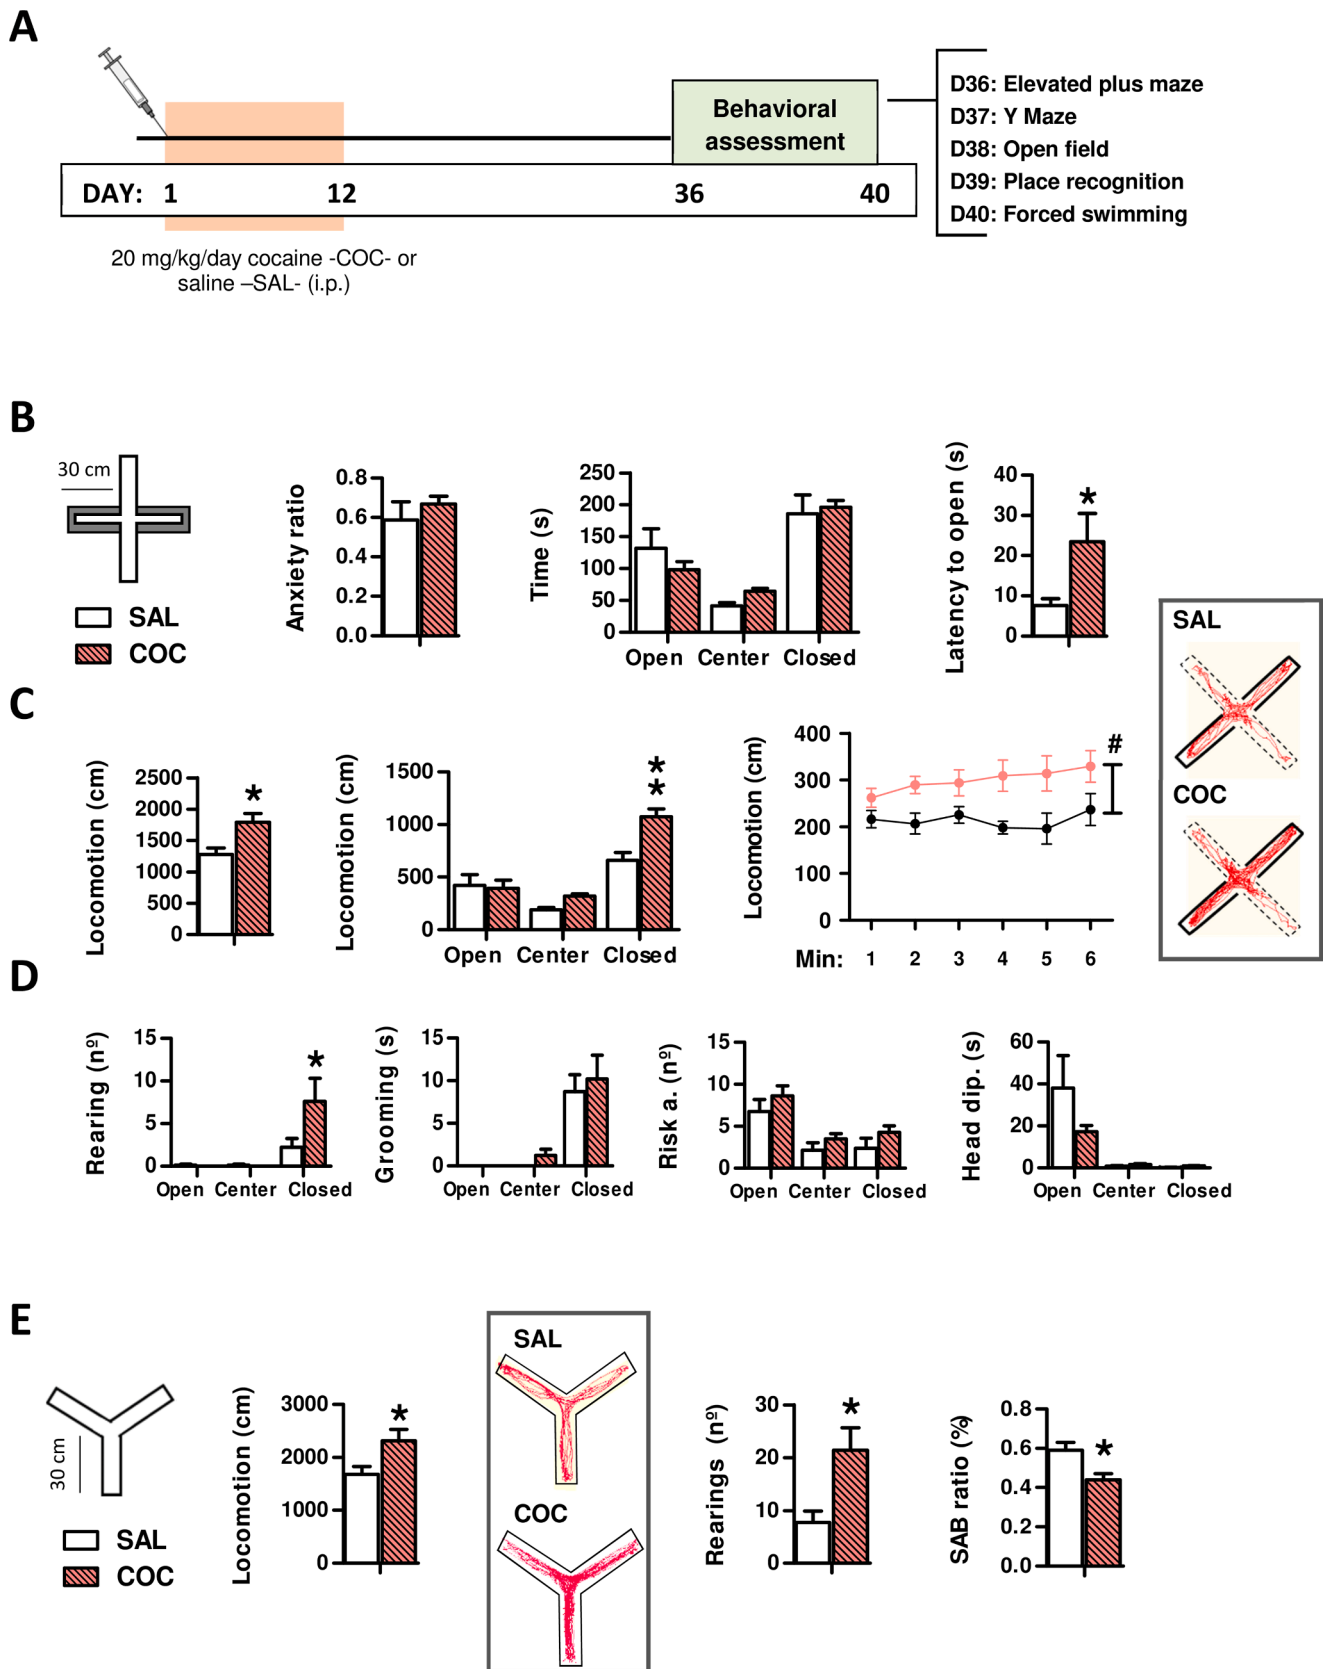 A
Behavioral
assessment
D36: Elevated plus maze
D37: Y Maze
D38: Open field
D39: Place recognition
D40: Forced swimming
DAY: 1 12 36 40
20 mg/kg/day cocaine -COC- or
saline –SAL- (i.p.)
B
30 cm
SAL
COC
Anxiety ratio
0.8
0.6
0.4
0.2
0.0
Time (s)
250
200
150
100
50
0
Open Center Closed
Latency to open (s)
40
30
20
10
0
*
SAL
COC
C
Locomotion (cm)
2500
2000
1500
1000
500
0
*
Locomotion (cm)
1500
1000
500
0
*
*
Open Center Closed
Locomotion (cm)
400
300
200
100
0
#
Min: 1 2 3 4 5 6
D
Rearing (nº)
15
10
5
0
*
Open Center Closed
Grooming (s)
15
10
5
0
Open Center Closed
Risk a. (nº)
15
10
5
0
Open Center Closed
Head dip. (s)
60
40
20
0
Open Center Closed
E
30 cm
SAL
COC
Locomotion (cm)
3000
2000
1000
0
*
SAL
COC
Rearings (nº)
30
20
10
0
*
SAB ratio (%)
0.8
0.6
0.4
0.2
0.0
*